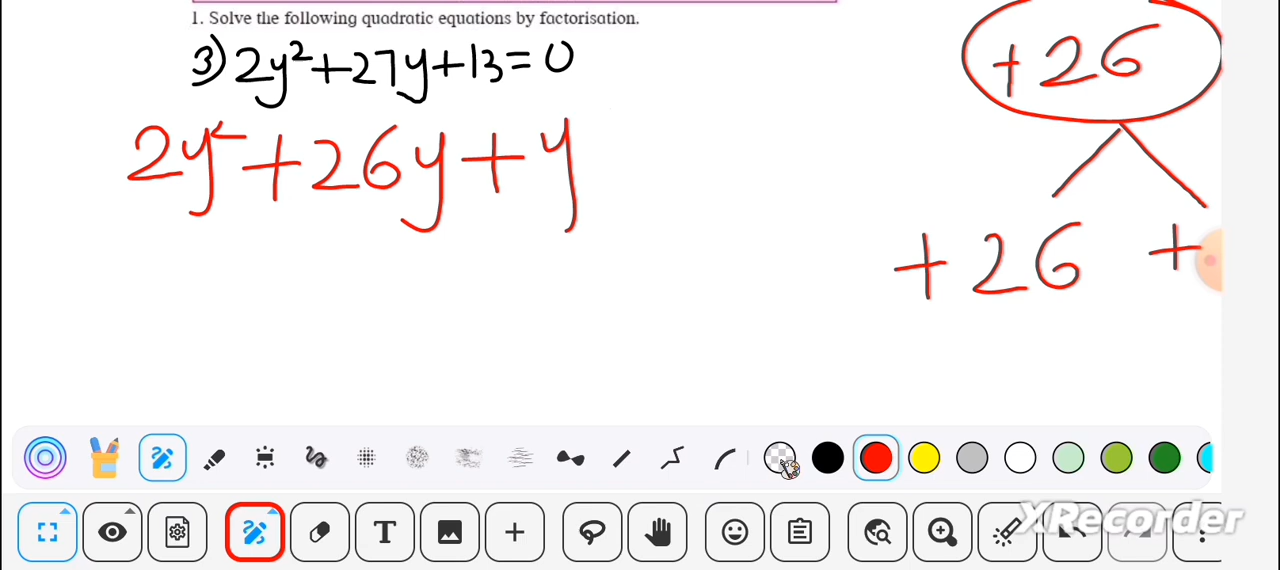 1. Solve the following quadratic equations by factorisation.
3) 2y²+27y+13=0
2y²+26y+y
+26
+26 +
T
XRecorder